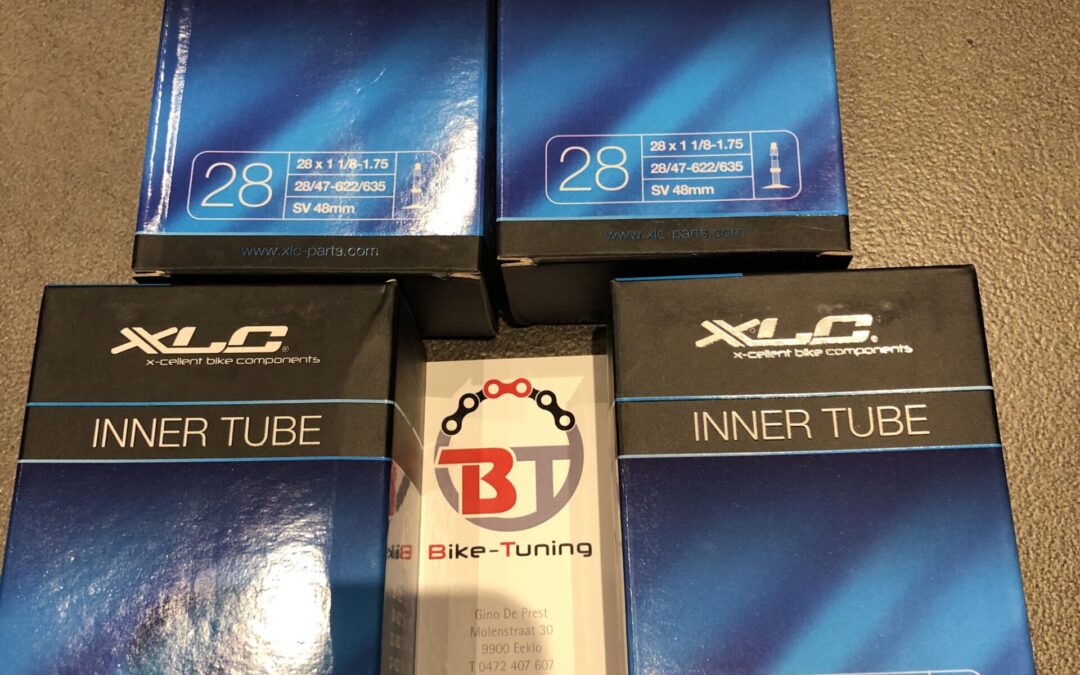 28
28 x 1 1/8-1.75
28/47-622/635
SV 48mm
www.xlc-parts.com
28
28 x 1 1/8-1.75
28/47-622/635
SV 48mm
www.xlc-parts.com
XLC®
x-cellent bike components
INNER TUBE
XLC®
x-cellent bike components
INNER TUBE
BT
Bike-Tuning
Gino De Prest
Molenstraat 30
9900 Eeklo
T 0472 407 607